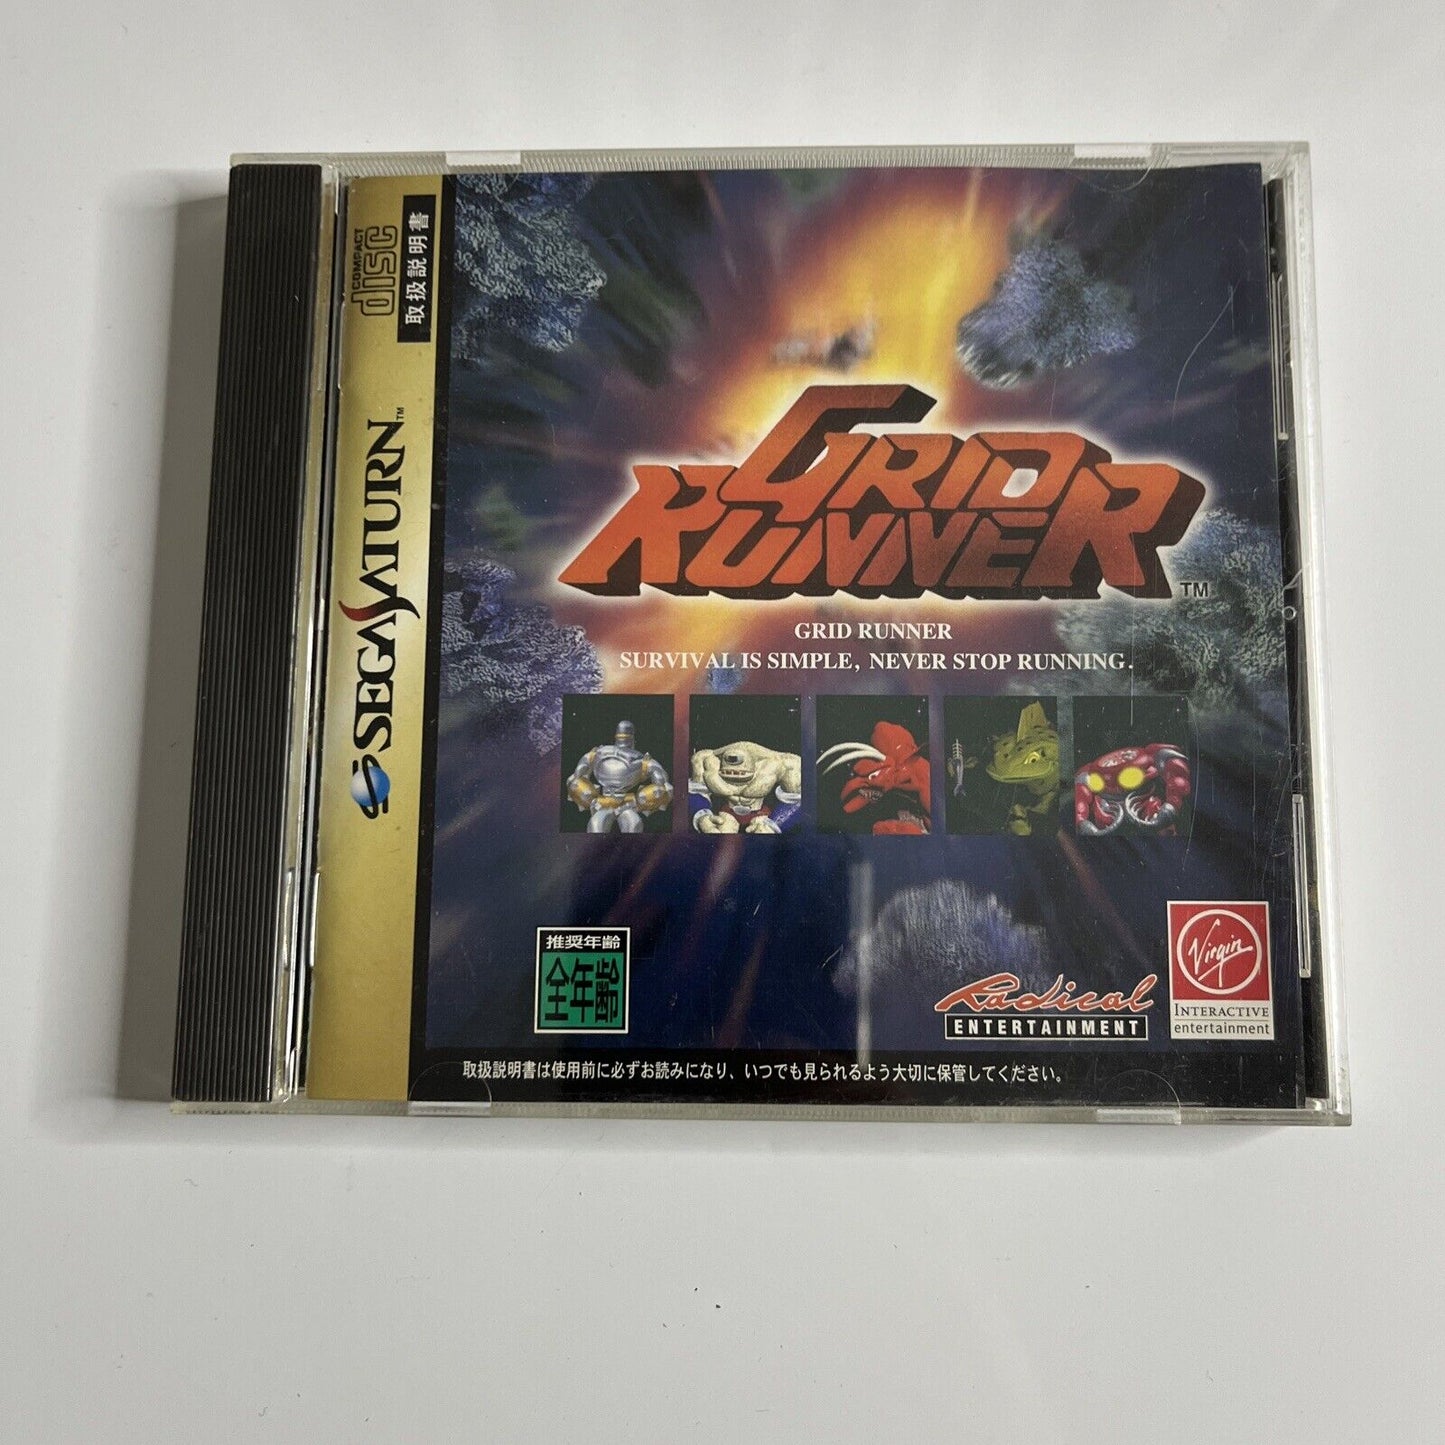 COMPACT
disc
取扱説明書
SEGA SATURN™
GRID
RUNNER™
GRID RUNNER
SURVIVAL IS SIMPLE, NEVER STOP RUNNING.
推奨年齢
全年齢
Radical
ENTERTAINMENT
Virgin
INTERACTIVE
entertainment
取扱説明書は使用前に必ずお読みになり、いつでも見られるよう大切に保管してください。